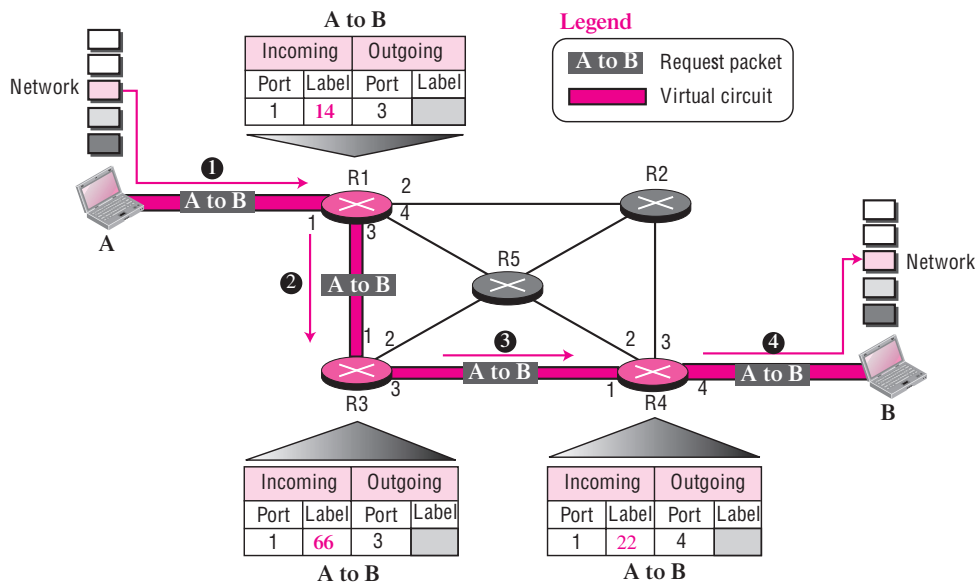 A to B
Incoming Outgoing
Port Label Port Label
1 14 3
Legend
A to B Request packet
Virtual circuit
Network
1
A to B
A
R1
1 2 3 4
R2
2
A to B
R5
Network
1 2 3
R3
3
A to B
2 3
1 4
R4
4
A to B
B
Incoming Outgoing
Port Label Port Label
1 66 3
A to B
Incoming Outgoing
Port Label Port Label
1 22 4
A to B